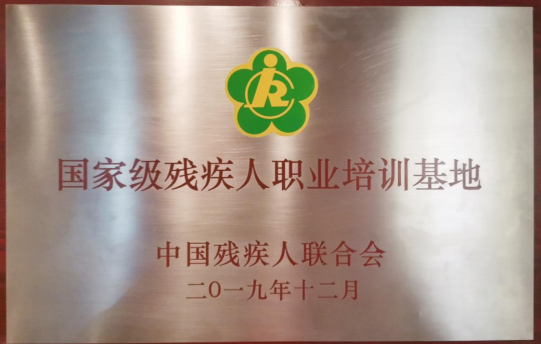 国家级残疾人职业培训基地
中国残疾人联合会
二0一九年十二月